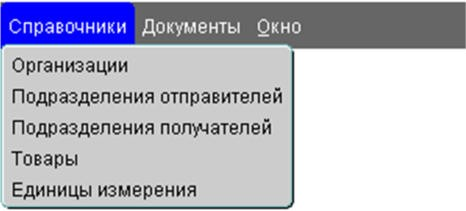 Справочники Документы Окно
Организации
Подразделения отправителей
Подразделения получателей
Товары
Единицы измерения